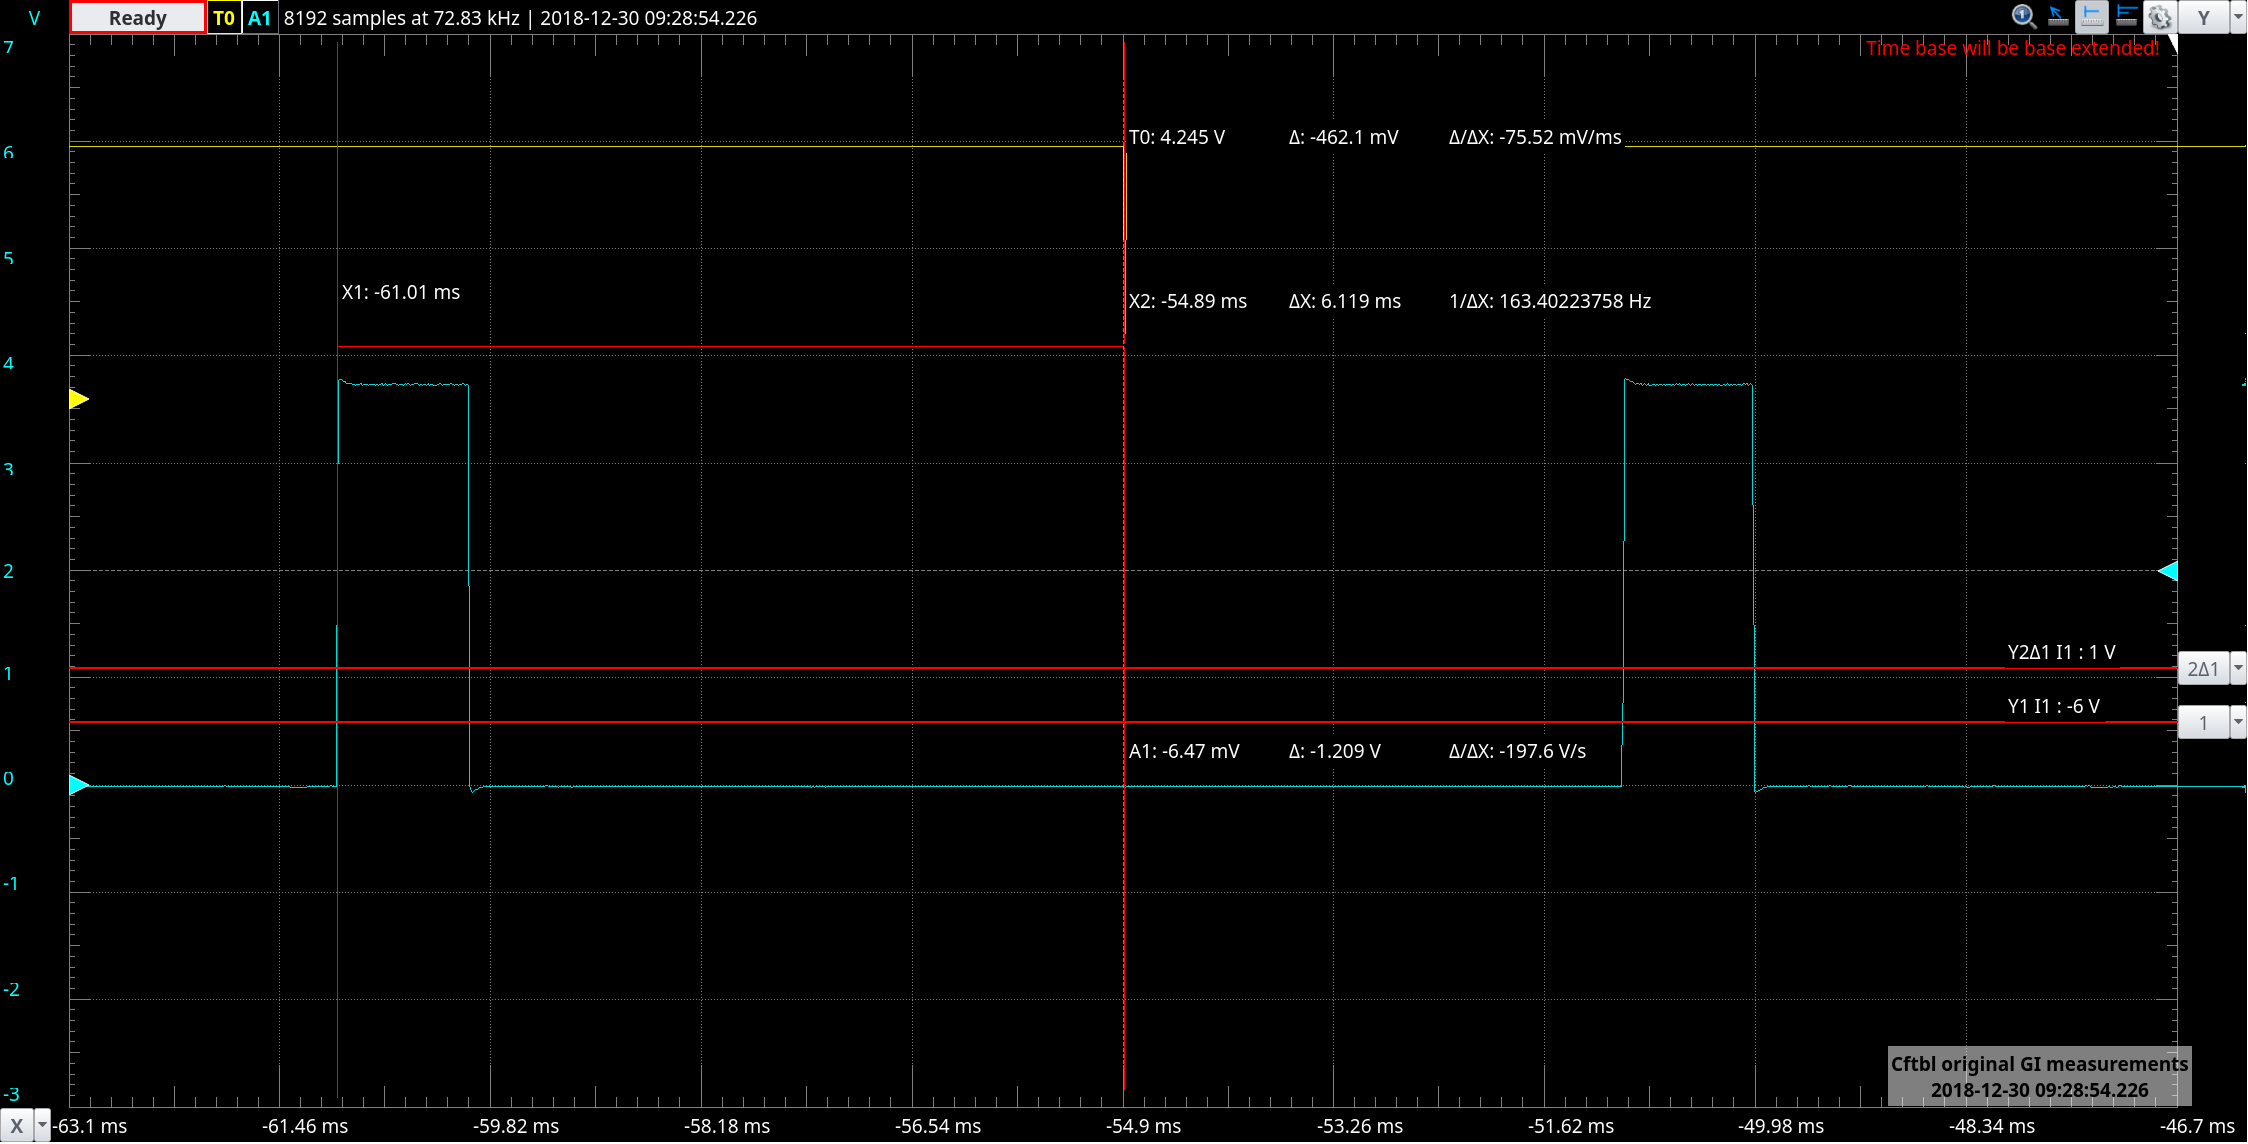 V Ready T0 A1 8192 samples at 72.83 kHz | 2018-12-30 09:28:54.226 1 Y
7
Time base will be base extended!
T0: 4.245 V Δ: -462.1 mV Δ/ΔX: -75.52 mV/ms
6
5
X1: -61.01 ms
X2: -54.89 ms ΔX: 6.119 ms 1/ΔX: 163.40223758 Hz
4
3
2
Y2Δ1 I1 : 1 V
1
2Δ1
Y1 I1 : -6 V
1
A1: -6.47 mV Δ: -1.209 V Δ/ΔX: -197.6 V/s
0
-1
-2
Cftbl original GI measurements
2018-12-30 09:28:54.226
-3
X -63.1 ms -61.46 ms -59.82 ms -58.18 ms -56.54 ms -54.9 ms -53.26 ms -51.62 ms -49.98 ms -48.34 ms -46.7 ms